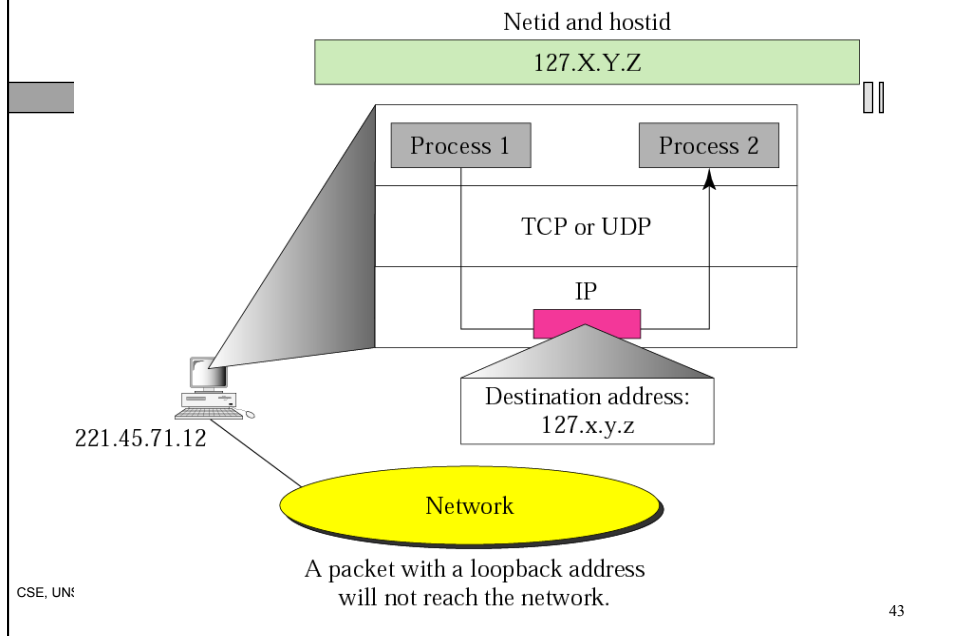 Netid and hostid
127.X.Y.Z
Process 1
Process 2
TCP or UDP
IP
Destination address:
127.x.y.z
221.45.71.12
Network
A packet with a loopback address
will not reach the network.
CSE,
43